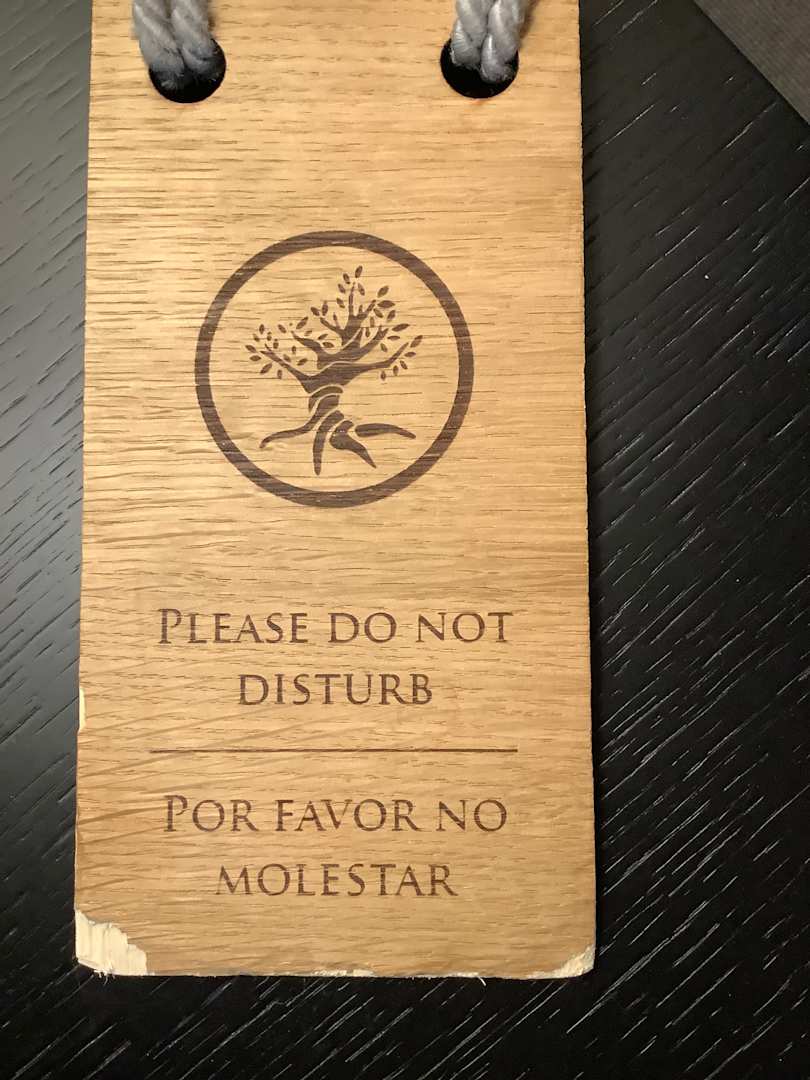 PLEASE DO NOT
DISTURB
POR FAVOR NO
MOLESTAR